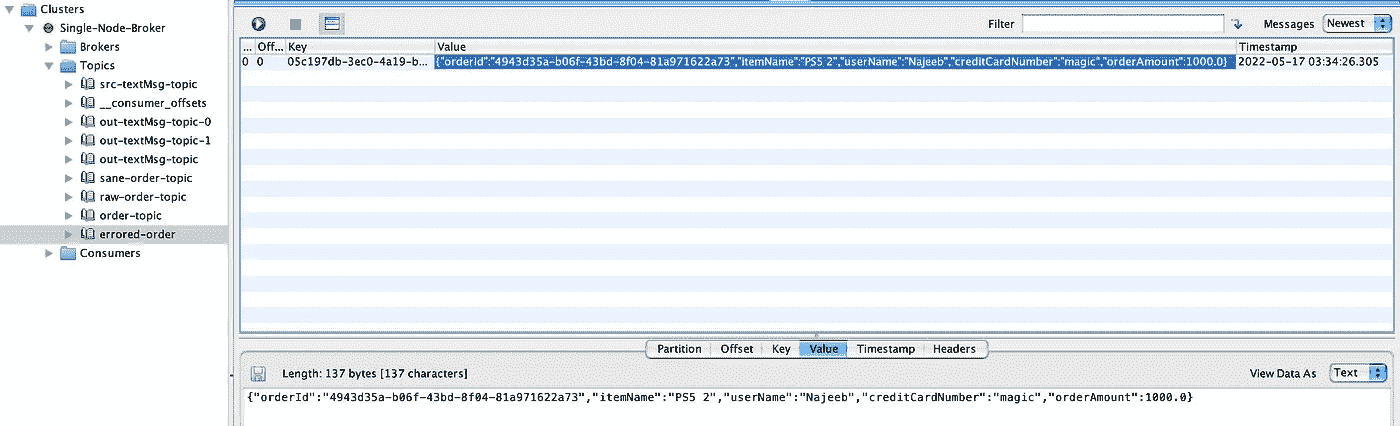 Clusters
Single-Node-Broker
Brokers
Topics
src-textMsg-topic
__consumer_offsets
out-textMsg-topic-0
out-textMsg-topic-1
out-textMsg-topic
sane-order-topic
raw-order-topic
order-topic
errored-order
Consumers
Filter Messages Newest
... Off... Key Value Timestamp
0 0 05c197db-3ec0-4a19-b... {"orderId":"4943d35a-b06f-43bd-8f04-81a971622a73","itemName":"PS5 2","userName":"Najeeb","creditCardNumber":"magic","orderAmount":1000.0} 2022-05-17 03:34:26.305
Partition Offset Key Value Timestamp Headers
Length: 137 bytes [137 characters] View Data As Text
{"orderId":"4943d35a-b06f-43bd-8f04-81a971622a73","itemName":"PS5 2","userName":"Najeeb","creditCardNumber":"magic","orderAmount":1000.0}